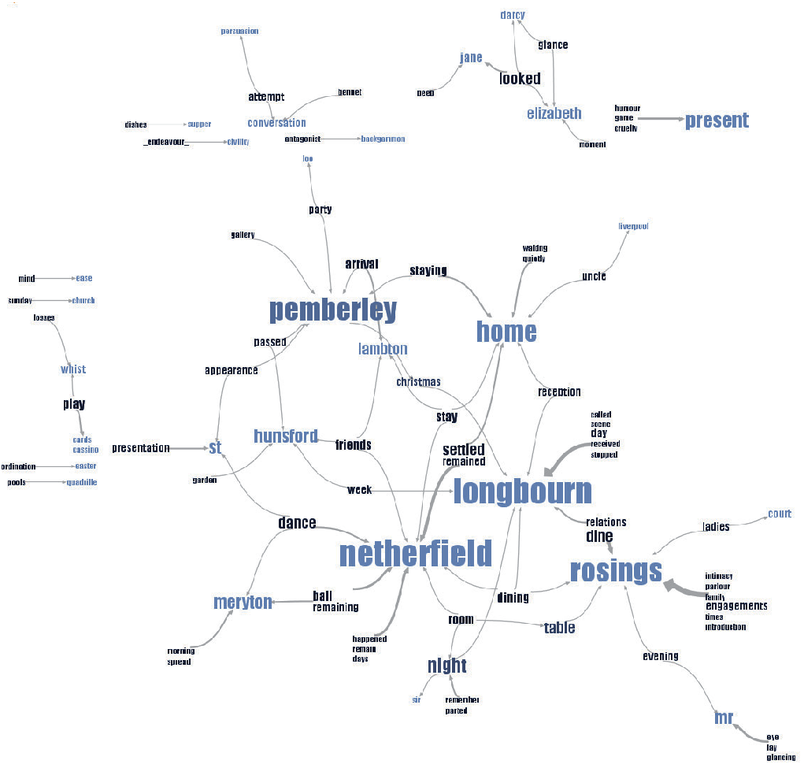 darcy
persuasion
glance
jane
looked
need
attempt
bennet
elizabeth
humour
game
cruelly
present
conversation
dishes
supper
_endeavour_
civility
antagonist
backgammon
moment
loo
party
gallery
liverpool
walking
quietly
arrival
staying
uncle
mind
ease
sunday
church
pemberley
home
losses
passed
lambton
whist
appearance
christmas
reception
play
stay
called
scene
day
received
stopped
cards
cassino
presentation
st
hunsford
friends
settled
remained
ordination
easter
pools
quadrille
garden
week
longbourn
court
dance
relations
dine
ladies
netherfield
rosings
intimacy
parlour
family
engagements
times
introduction
meryton
ball
remaining
dining
room
table
happened
remain
days
morning
spread
night
evening
sir
remember
parted
mr
eye
lay
glancing